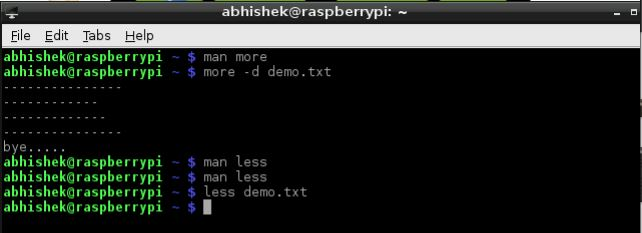 abhishek@raspberrypi: ~
File Edit Tabs Help
abhishek@raspberrypi ~ $ man more
abhishek@raspberrypi ~ $ more -d demo.txt
---------------
------------
-------------
---------------
bye.....
abhishek@raspberrypi ~ $ man less
abhishek@raspberrypi ~ $ man less
abhishek@raspberrypi ~ $ less demo.txt
abhishek@raspberrypi ~ $